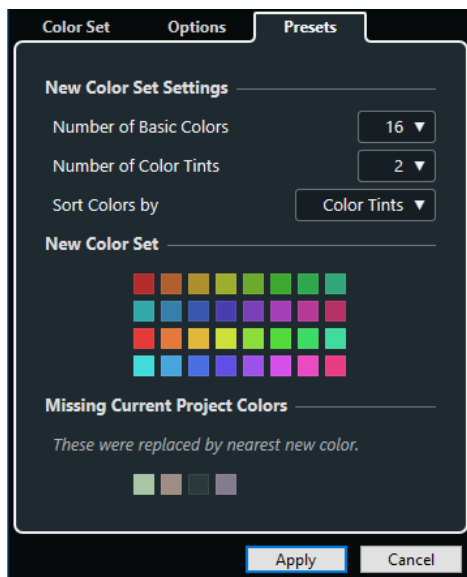 Color Set Options Presets
New Color Set Settings
Number of Basic Colors 16
Number of Color Tints 2
Sort Colors by Color Tints
New Color Set
Missing Current Project Colors
These were replaced by nearest new color.
Apply Cancel